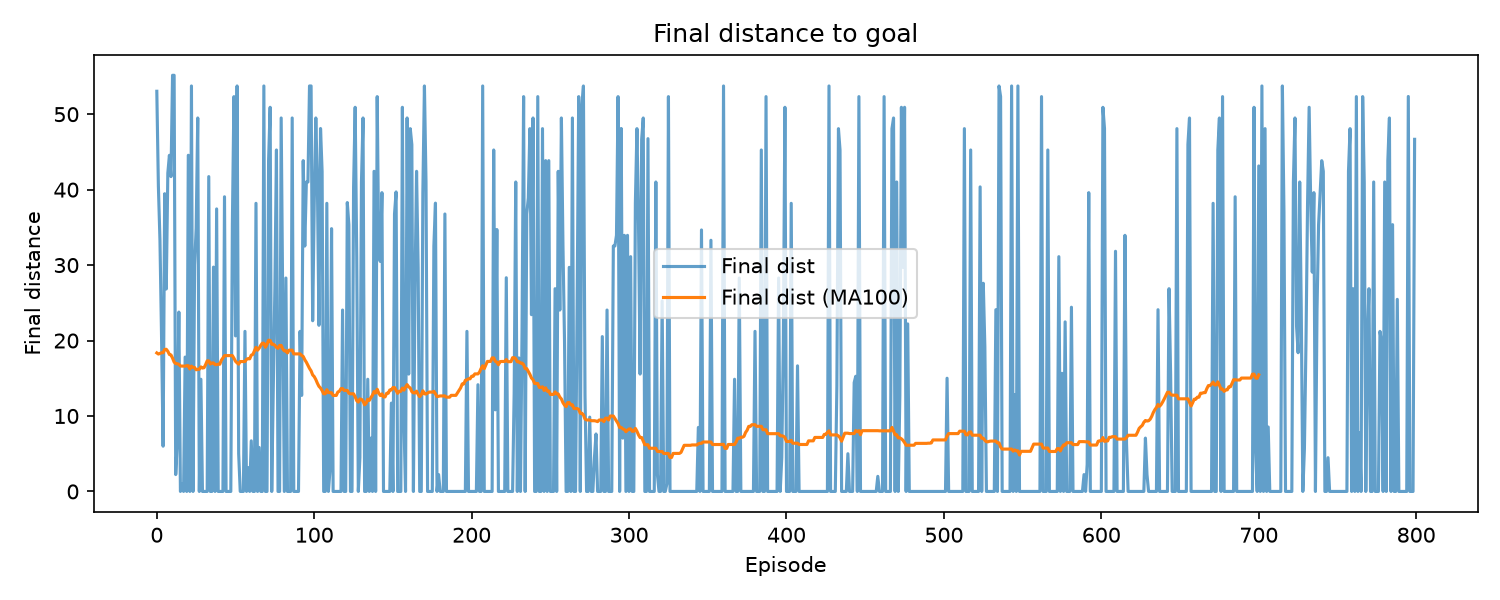 Final distance to goal
Final distance
50
40
30
20
10
0
Final dist
Final dist (MA100)
0 100 200 300 400 500 600 700 800
Episode